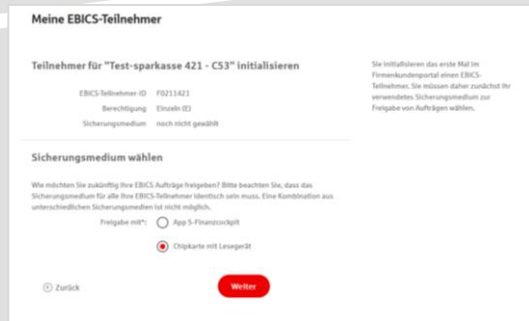 Meine EBICS-Teilnehmer
Teilnehmer für "Test-sparkasse 421 - C53" initialisieren
EBICS-Teilnehmer-ID F0211421
Berechtigung Einzeln (E)
Sicherungsmedium noch nicht gewählt
Sie initialisieren das erste Mal im
Firmenkundenportal einen EBICS-
Teilnehmer. Sie müssen daher zunächst Ihr
verwendetes Sicherungsmedium zur
Freigabe von Aufträgen wählen.
Sicherungsmedium wählen
Wie möchten Sie zukünftig Ihre EBICS Aufträge freigeben? Bitte beachten Sie, dass das
Sicherungsmedium für alle Ihre EBICS-Teilnehmer identisch sein muss. Eine Kombination aus
unterschiedlichen Sicherungsmedien ist nicht möglich.
Freigabe mit*: App S-Finanzcockpit
Chipkarte mit Lesegerät
Zurück
Weiter